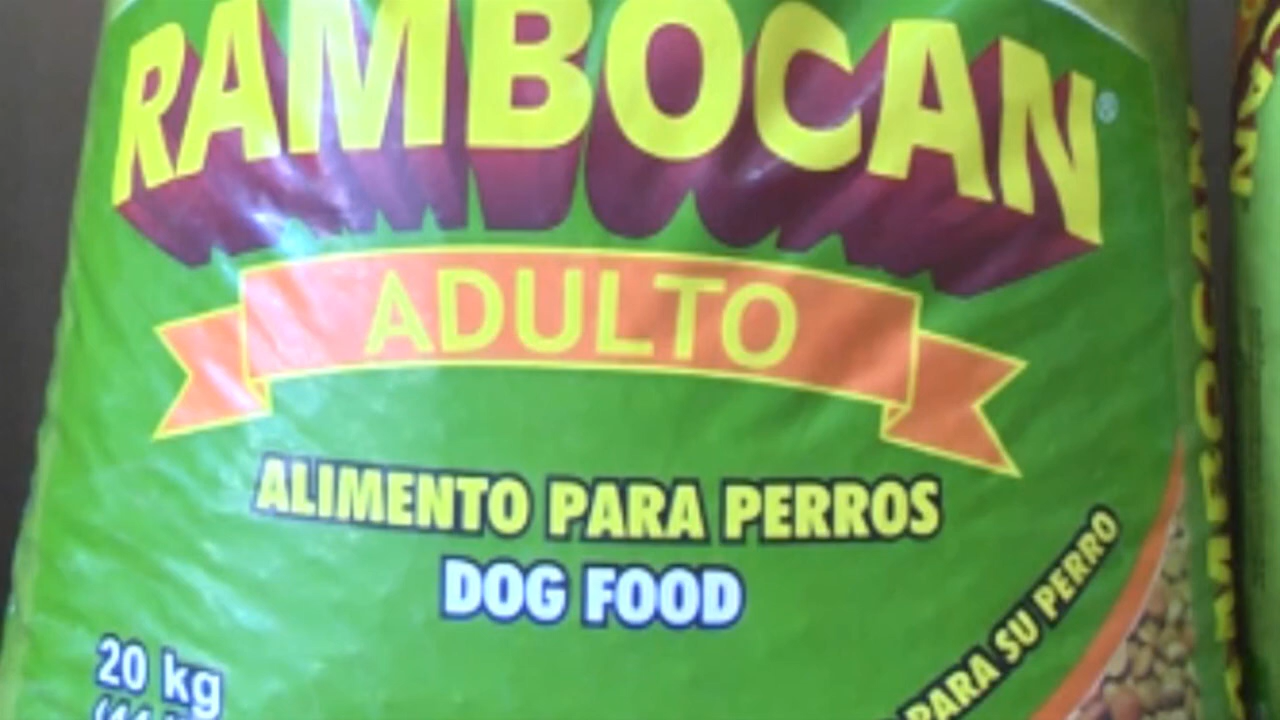 RAMBOCAN®
ADULTO
ALIMENTO PARA PERROS
DOG FOOD
PARA SU PERRO
20 kg